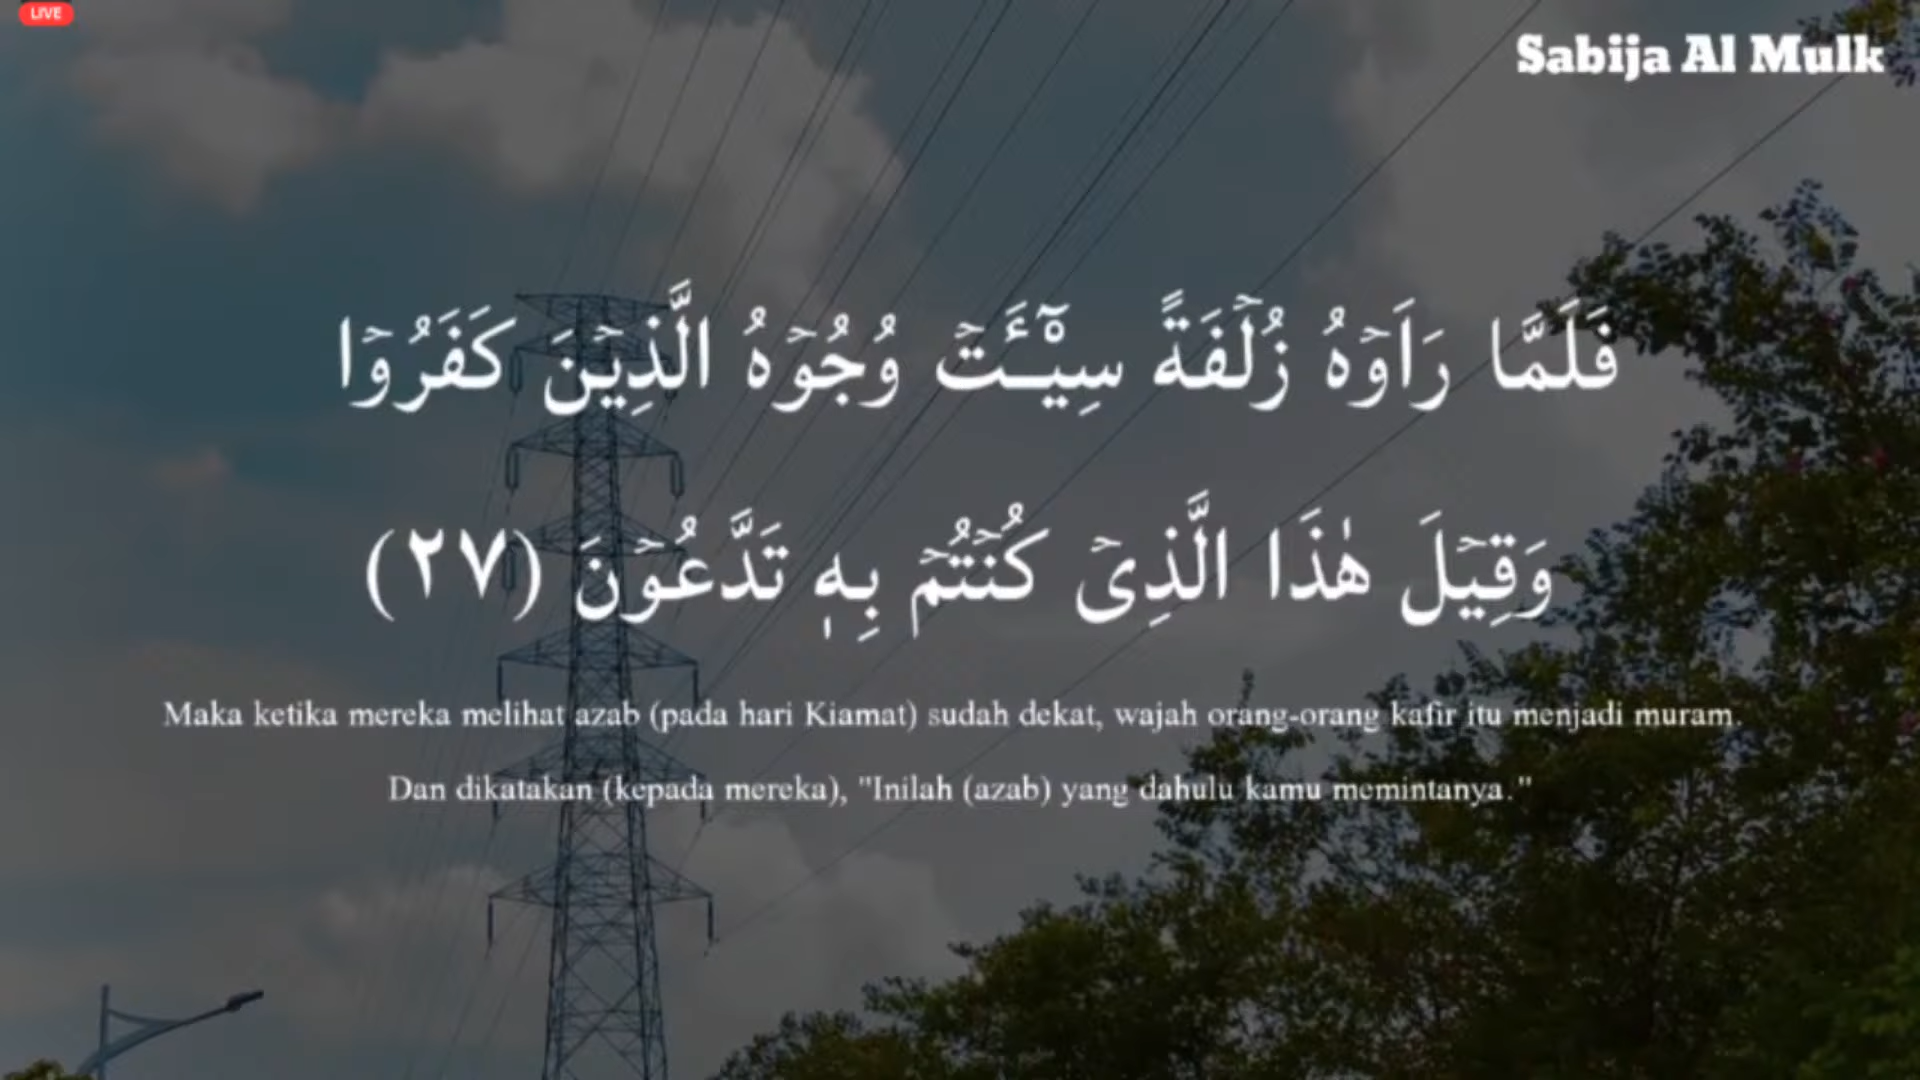 LIVE
Sabija Al Mulk
فَلَمَّا رَاَوْهُ زُلْفَةً سِيْٓـَٔتْ وُجُوْهُ الَّذِيْنَ كَفَرُوْا
وَقِيْلَ هٰذَا الَّذِيْ كُنْتُمْ بِهٖ تَدَّعُوْنَ (٢٧)
Maka ketika mereka melihat azab (pada hari Kiamat) sudah dekat, wajah orang-orang kafir itu menjadi muram.
Dan dikatakan (kepada mereka), "Inilah (azab) yang dahulu kamu memintanya."